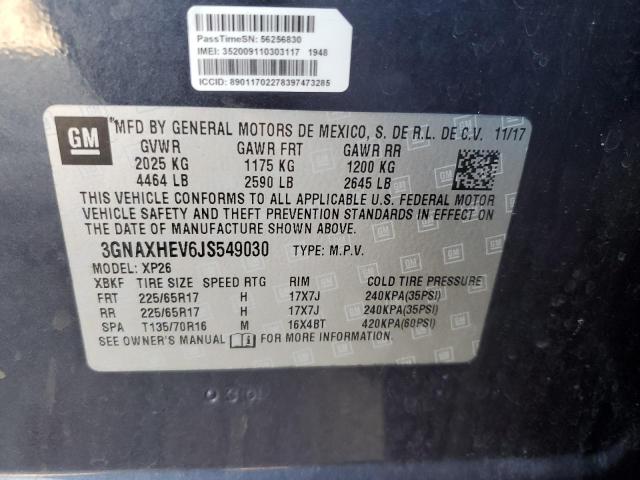 PassTimeSN: 56256830
IMEI: 352009110303117 1948
ICCID: 89011702278397473285
GM
MFD BY GENERAL MOTORS DE MEXICO, S. DE R.L. DE C.V. 11/17
GVWR GAWR FRT GAWR RR
2025 KG 1175 KG 1200 KG
4464 LB 2590 LB 2645 LB
THIS VEHICLE CONFORMS TO ALL APPLICABLE U.S. FEDERAL MOTOR
VEHICLE SAFETY AND THEFT PREVENTION STANDARDS IN EFFECT ON
THE DATE OF MANUFACTURE SHOWN ABOVE.
3GNAXHEV6JS549030 TYPE: M.P.V.
MODEL: XP26
XBKF TIRE SIZE SPEED RTG RIM COLD TIRE PRESSURE
FRT 225/65R17 H 17X7J 240KPA(35PSI)
RR 225/65R17 H 17X7J 240KPA(35PSI)
SPA T135/70R16 M 16X4BT 420KPA(60PSI)
SEE OWNER'S MANUAL FOR MORE INFORMATION.